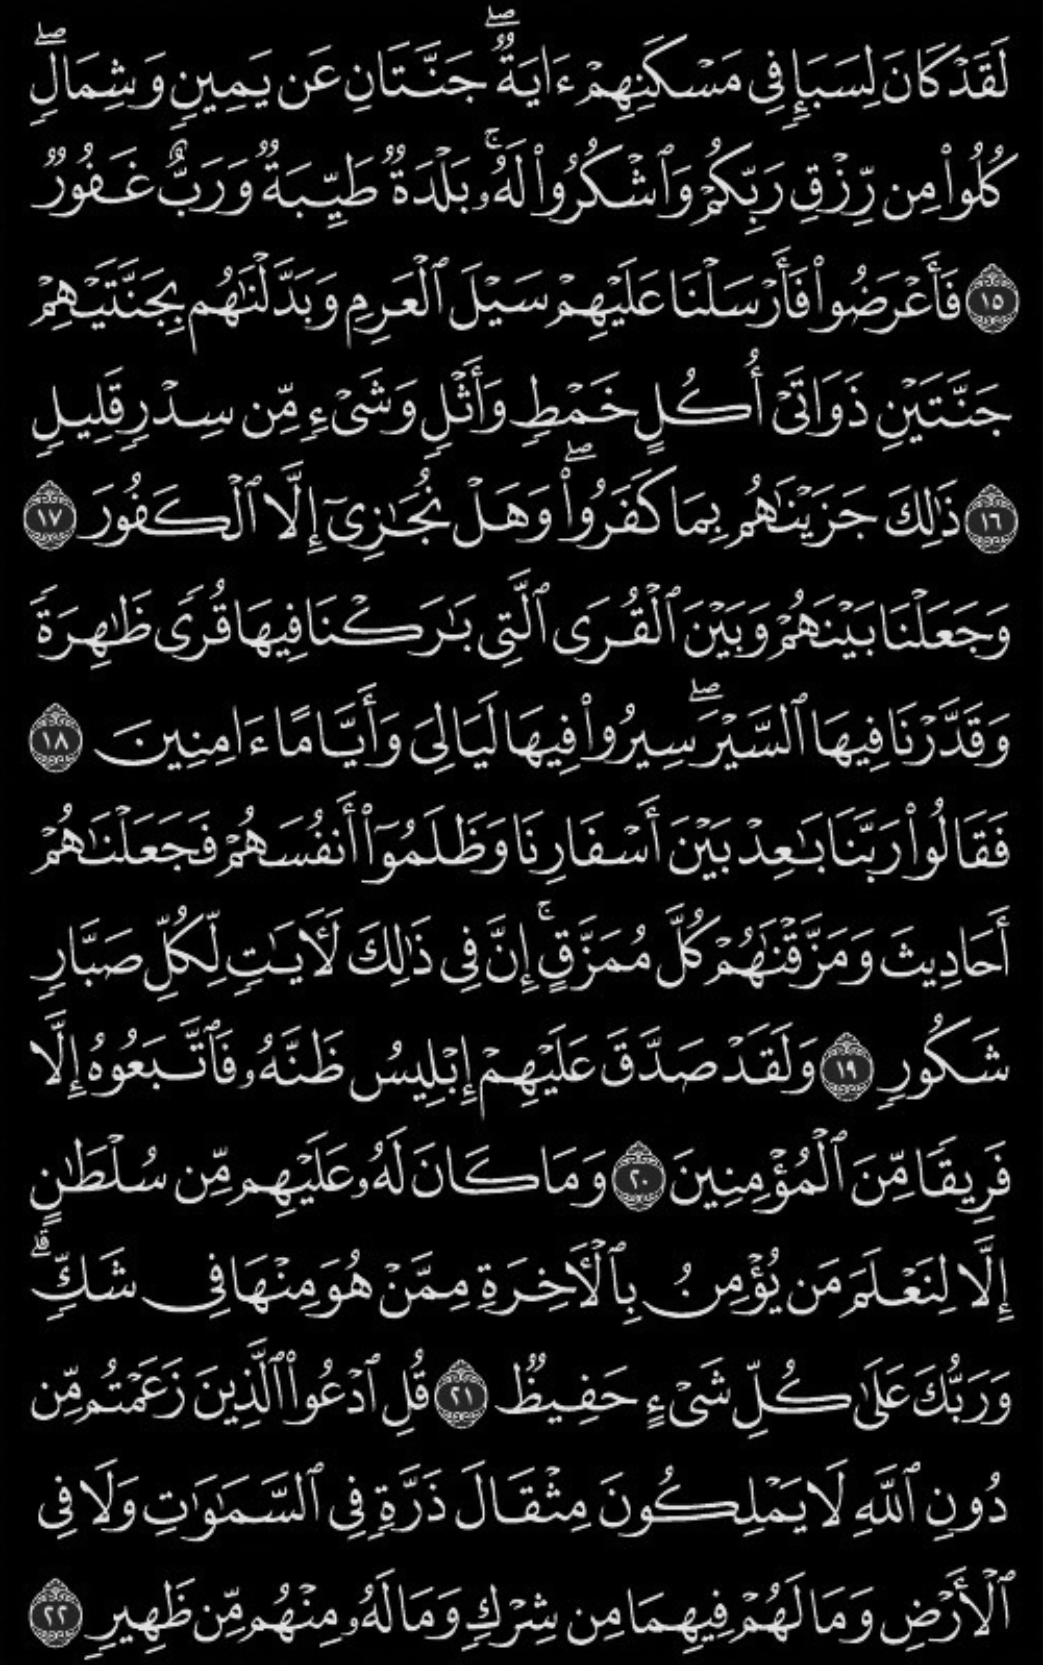 لَقَدْ كَانَ لِسَبَإٍ فِى مَسْكَنِهِمْ ءَايَةٌ ۖ جَنَّتَانِ عَن يَمِينٍ وَشِمَالٍ ۖ
كُلُوا۟ مِن رِّزْقِ رَبِّكُمْ وَٱشْكُرُوا۟ لَهُۥ ۚ بَلْدَةٌ طَيِّبَةٌ وَرَبٌّ غَفُورٌ
١٥ فَأَعْرَضُوا۟ فَأَرْسَلْنَا عَلَيْهِمْ سَيْلَ ٱلْعَرِمِ وَبَدَّلْنَٰهُم بِجَنَّتَيْهِمْ
جَنَّتَيْنِ ذَوَاتَىْ أُكُلٍ خَمْطٍ وَأَثْلٍ وَشَىْءٍ مِّن سِدْرٍ قَلِيلٍ
١٦ ذَٰلِكَ جَزَيْنَٰهُم بِمَا كَفَرُوا۟ ۖ وَهَلْ نُجَٰزِىٓ إِلَّا ٱلْكَفُورَ ١٧
وَجَعَلْنَا بَيْنَهُمْ وَبَيْنَ ٱلْقُرَى ٱلَّتِى بَٰرَكْنَا فِيهَا قُرًى ظَٰهِرَةً
وَقَدَّرْنَا فِيهَا ٱلسَّيْرَ ۖ سِيرُوا۟ فِيهَا لَيَالِىَ وَأَيَّامًا ءَامِنِينَ ١٨
فَقَالُوا۟ رَبَّنَا بَٰعِدْ بَيْنَ أَسْفَارِنَا وَظَلَمُوٓا۟ أَنفُسَهُمْ فَجَعَلْنَٰهُمْ
أَحَادِيثَ وَمَزَّقْنَٰهُمْ كُلَّ مُمَزَّقٍ ۚ إِنَّ فِى ذَٰلِكَ لَءَايَٰتٍ لِّكُلِّ صَبَّارٍ
شَكُورٍ ١٩ وَلَقَدْ صَدَّقَ عَلَيْهِمْ إِبْلِيسُ ظَنَّهُۥ فَٱتَّبَعُوهُ إِلَّا
فَرِيقًا مِّنَ ٱلْمُؤْمِنِينَ ٢٠ وَمَا كَانَ لَهُۥ عَلَيْهِم مِّن سُلْطَٰنٍ
إِلَّا لِنَعْلَمَ مَن يُؤْمِنُ بِٱلْءَاخِرَةِ مِمَّنْ هُوَ مِنْهَا فِى شَكٍّ ۗ
وَرَبُّكَ عَلَىٰ كُلِّ شَىْءٍ حَفِيظٌ ٢١ قُلِ ٱدْعُوا۟ ٱلَّذِينَ زَعَمْتُم مِّن
دُونِ ٱللَّهِ لَا يَمْلِكُونَ مِثْقَالَ ذَرَّةٍ فِى ٱلسَّمَٰوَٰتِ وَلَا فِى
ٱلْأَرْضِ وَمَا لَهُمْ فِيهِمَا مِن شِرْكٍ وَمَا لَهُۥ مِنْهُم مِّن ظَهِيرٍ ٢٢